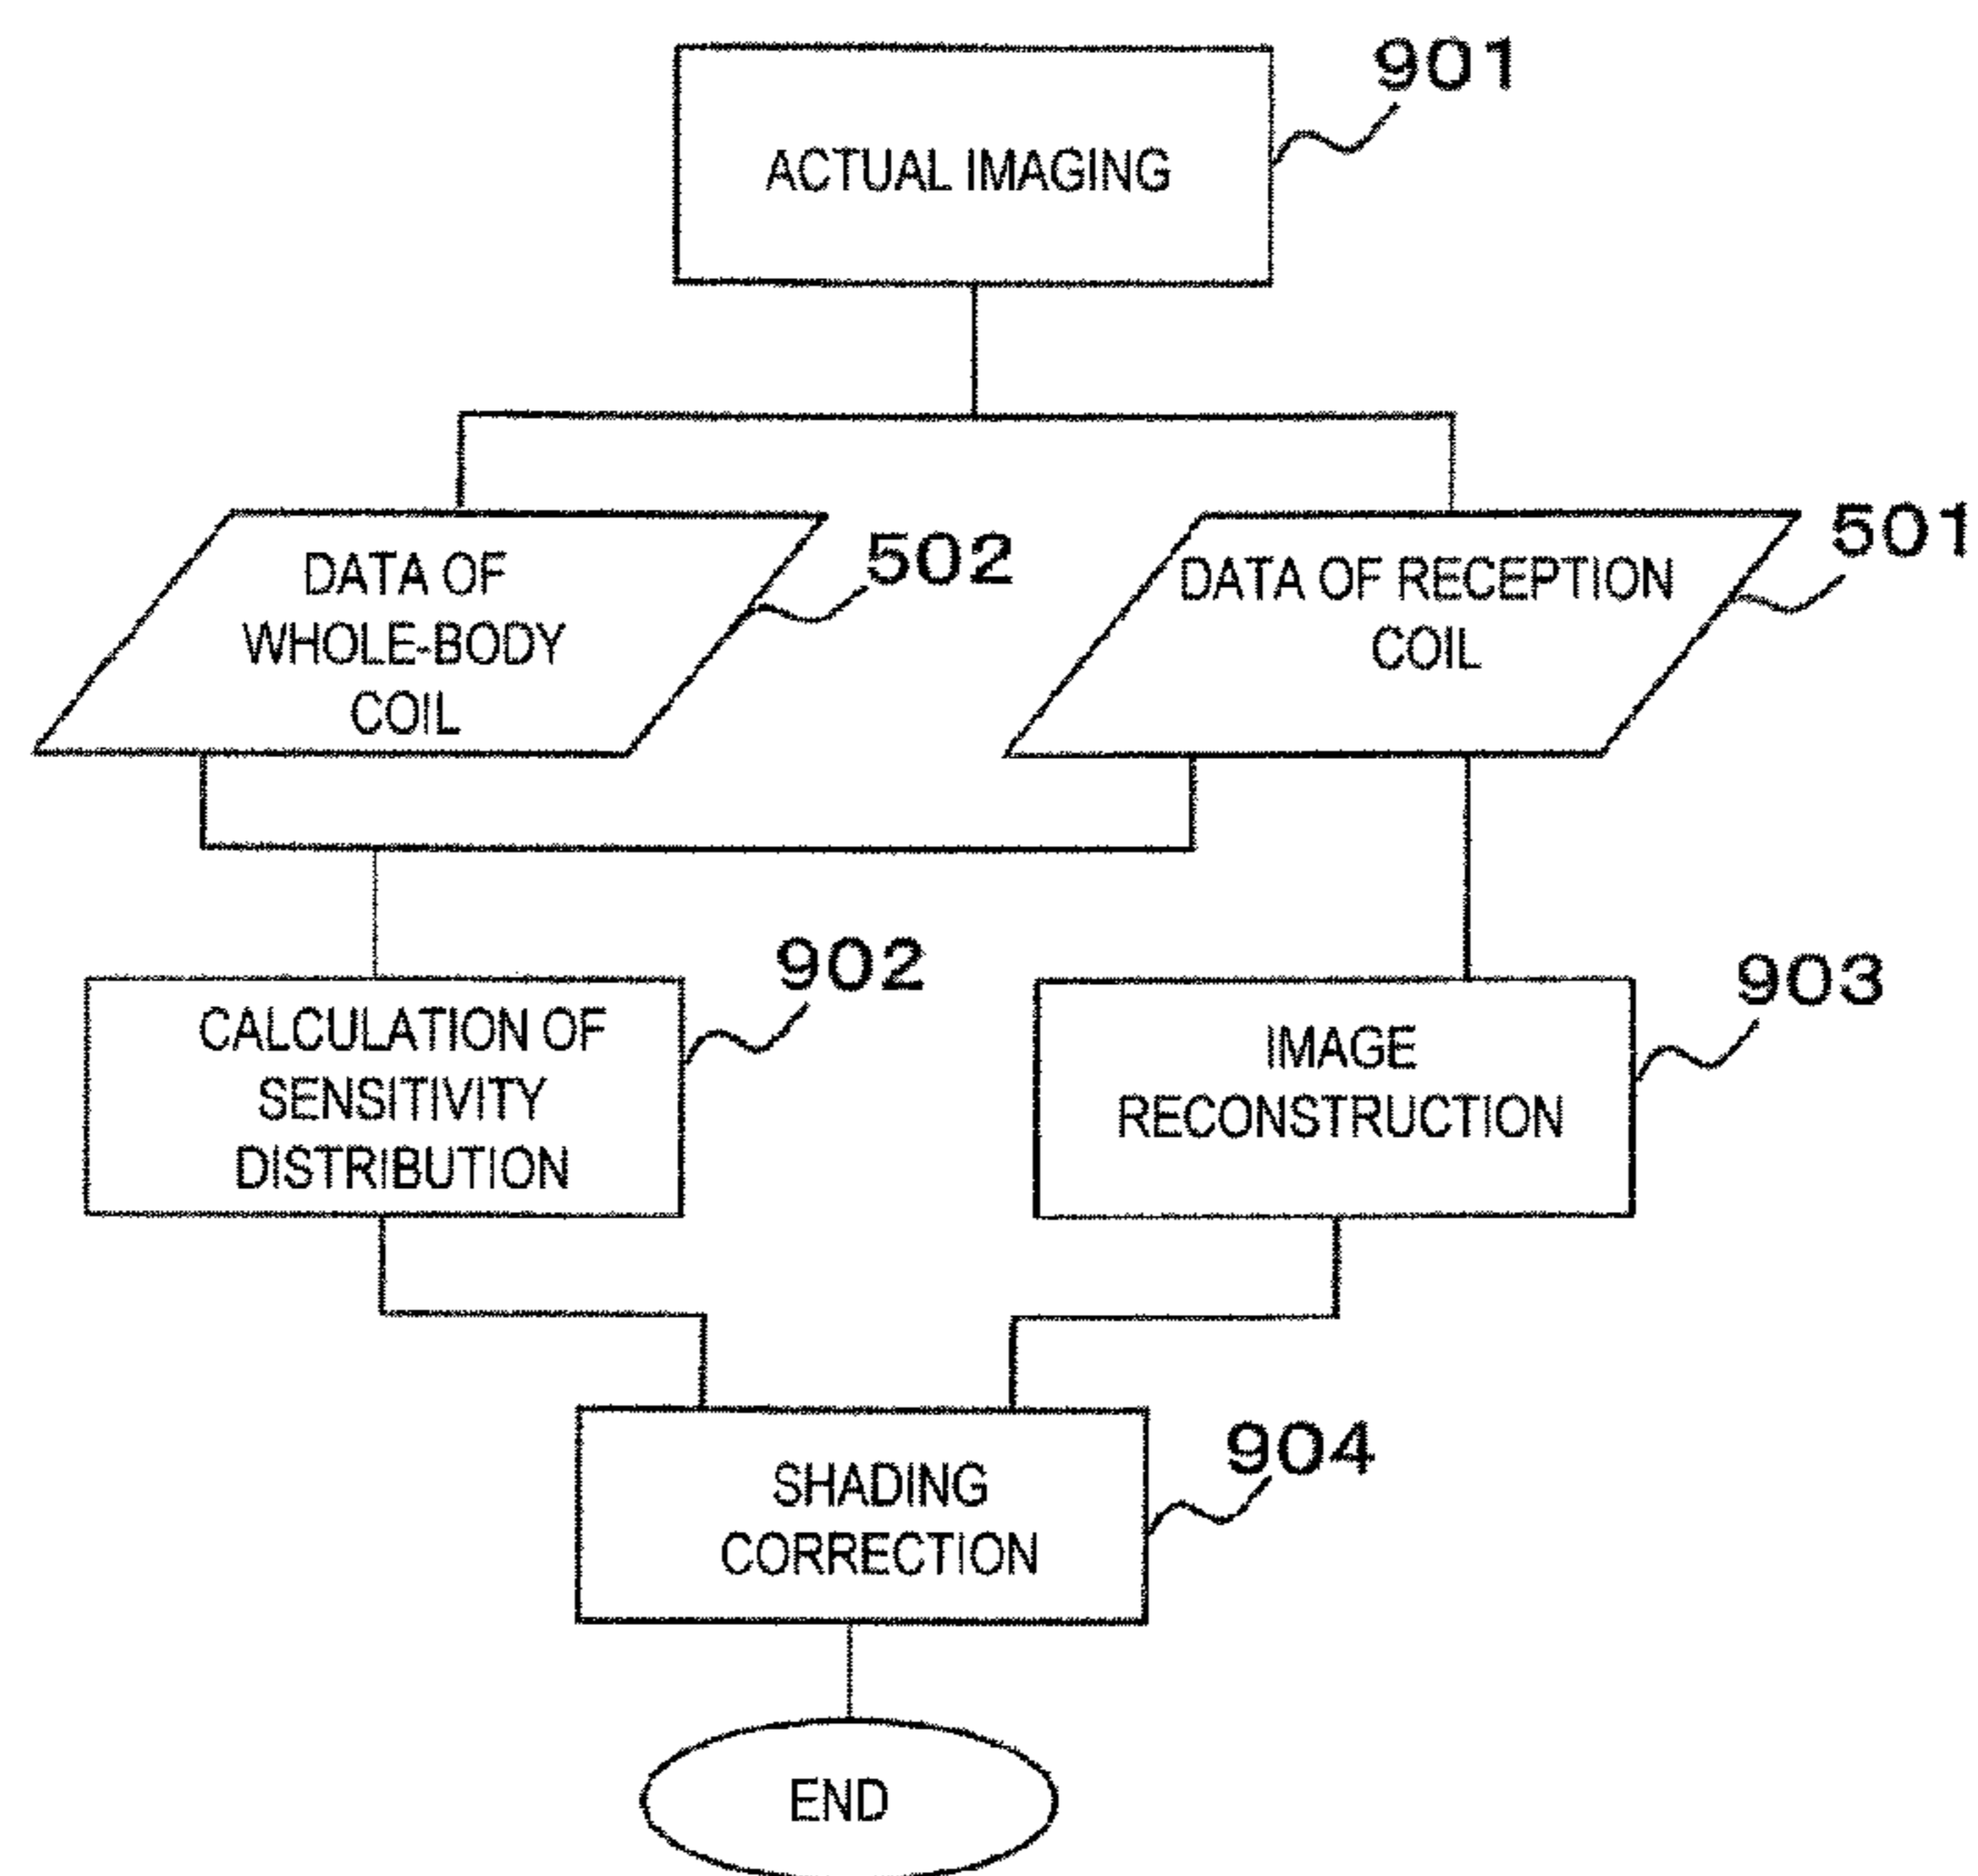 901
ACTUAL IMAGING
DATA OF
WHOLE-BODY
COIL
502
DATA OF RECEPTION
COIL
501
CALCULATION OF
SENSITIVITY
DISTRIBUTION
902
IMAGE
RECONSTRUCTION
903
SHADING
CORRECTION
904
END